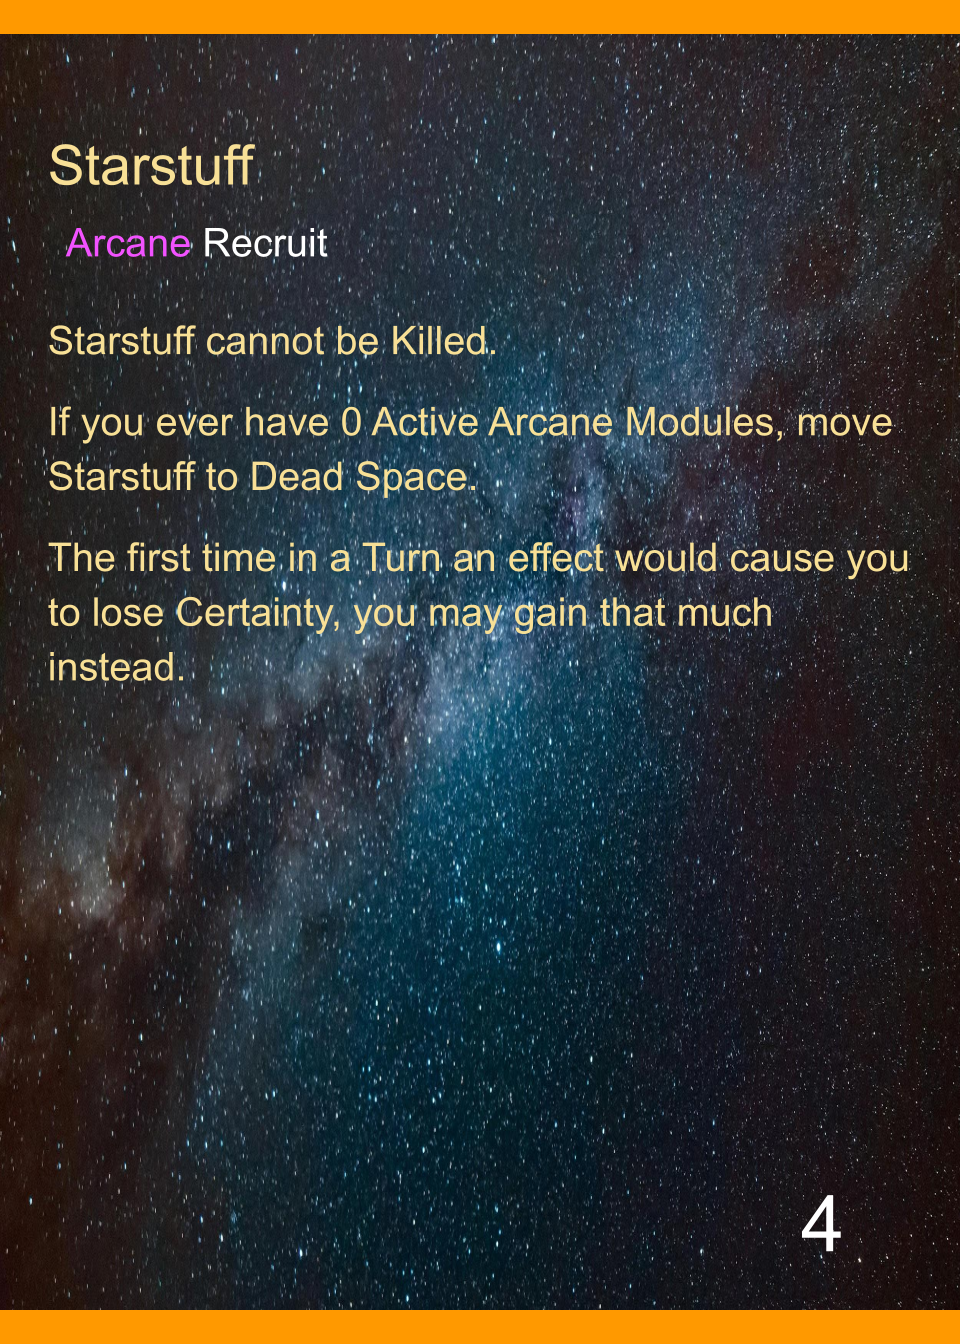 Starstuff
Arcane Recruit
Starstuff cannot be Killed.
If you ever have 0 Active Arcane Modules, move
Starstuff to Dead Space.
The first time in a Turn an effect would cause you
to lose Certainty, you may gain that much
instead.
4